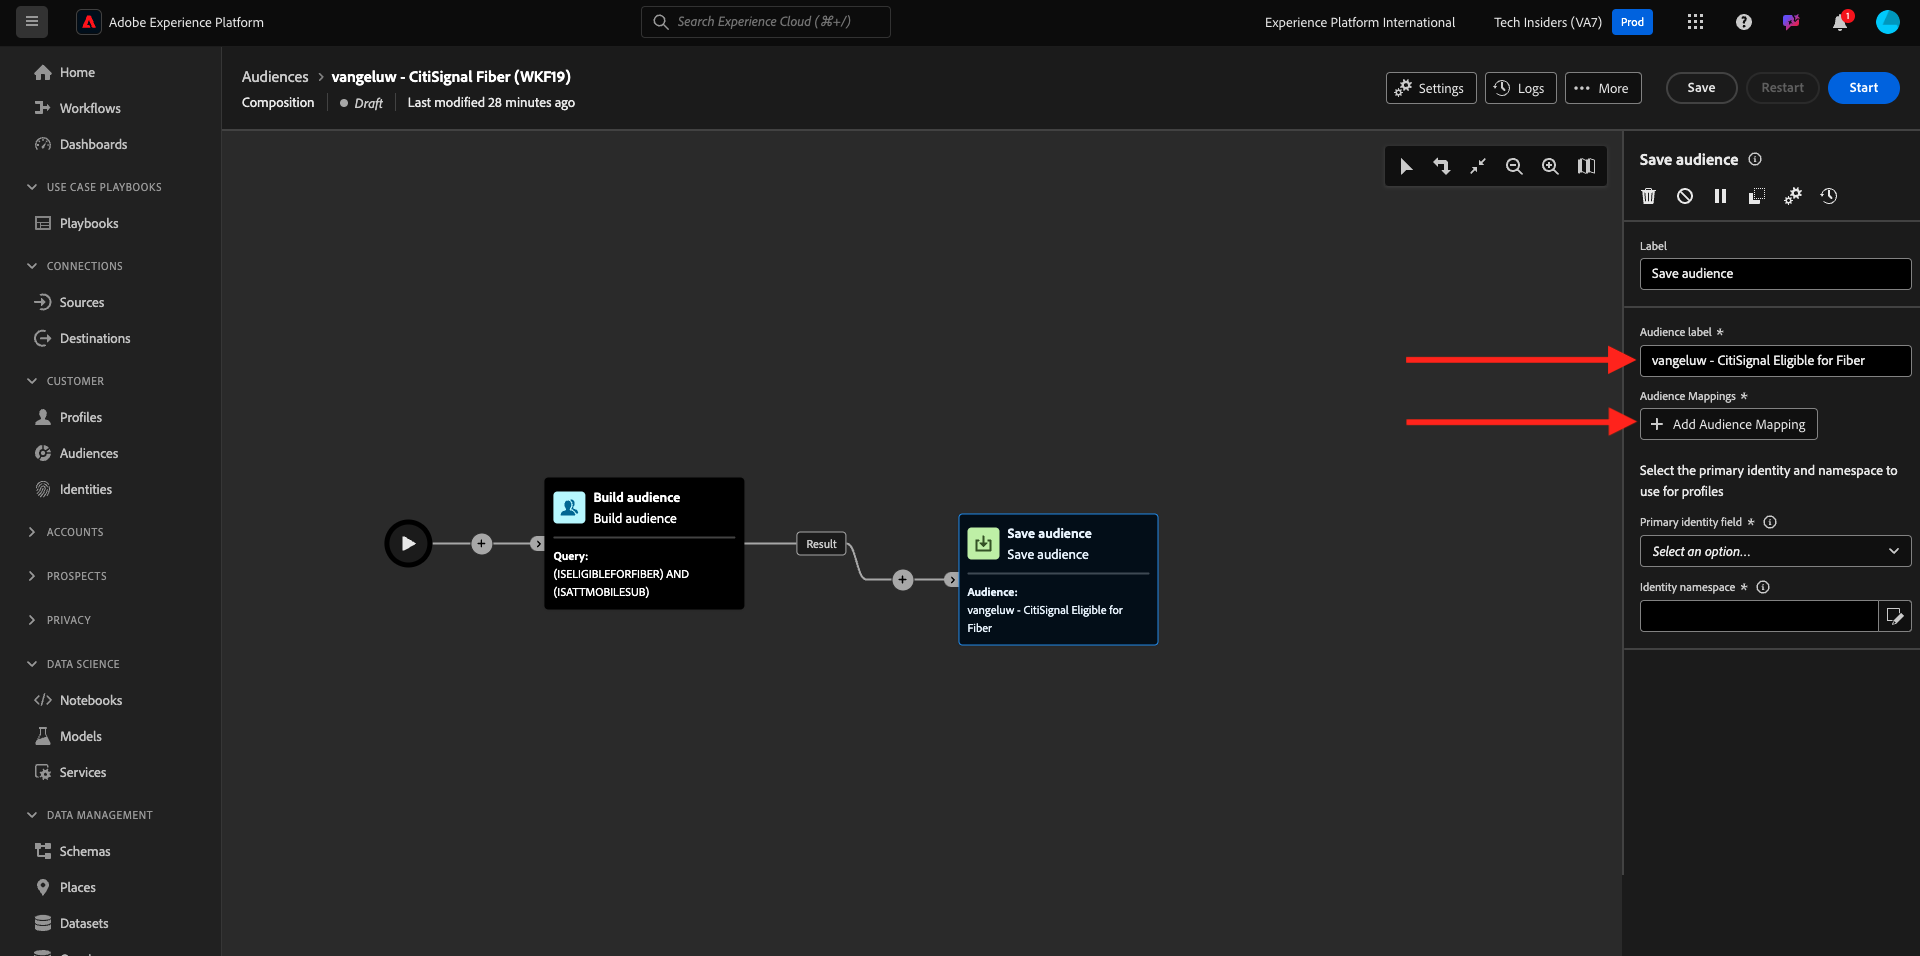 Adobe Experience Platform
Search Experience Cloud (⌘+/)
Experience Platform International
Tech Insiders (VA7)
Prod
1
Home
Workflows
Dashboards
USE CASE PLAYBOOKS
Playbooks
CONNECTIONS
Sources
Destinations
CUSTOMER
Profiles
Audiences
Identities
ACCOUNTS
PROSPECTS
PRIVACY
DATA SCIENCE
Notebooks
Models
Services
DATA MANAGEMENT
Schemas
Places
Datasets
Audiences > vangeluw - CitiSignal Fiber (WKF19)
Composition
Draft
Last modified 28 minutes ago
Settings
Logs
More
Save
Restart
Start
Build audience
Build audience
Query:
(ISELIGIBLEFORFIBER) AND
(ISATTMOBILESUB)
Result
Save audience
Save audience
Audience:
vangeluw - CitiSignal Eligible for
Fiber
Save audience
Label
Save audience
Audience label *
vangeluw - CitiSignal Eligible for Fiber
Audience Mappings *
+ Add Audience Mapping
Select the primary identity and namespace to
use for profiles
Primary identity field *
Select an option...
Identity namespace *